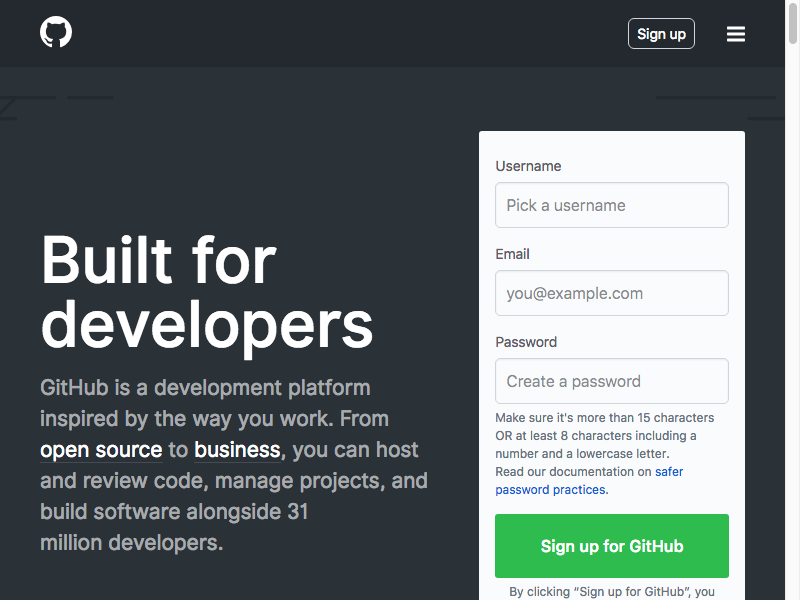 Sign up
Built for
developers
GitHub is a development platform
inspired by the way you work. From
open source to business, you can host
and review code, manage projects, and
build software alongside 31
million developers.
Username
Pick a username
Email
you@example.com
Password
Create a password
Make sure it's more than 15 characters
OR at least 8 characters including a
number and a lowercase letter.
Read our documentation on safer
password practices.
Sign up for GitHub
By clicking “Sign up for GitHub”, you